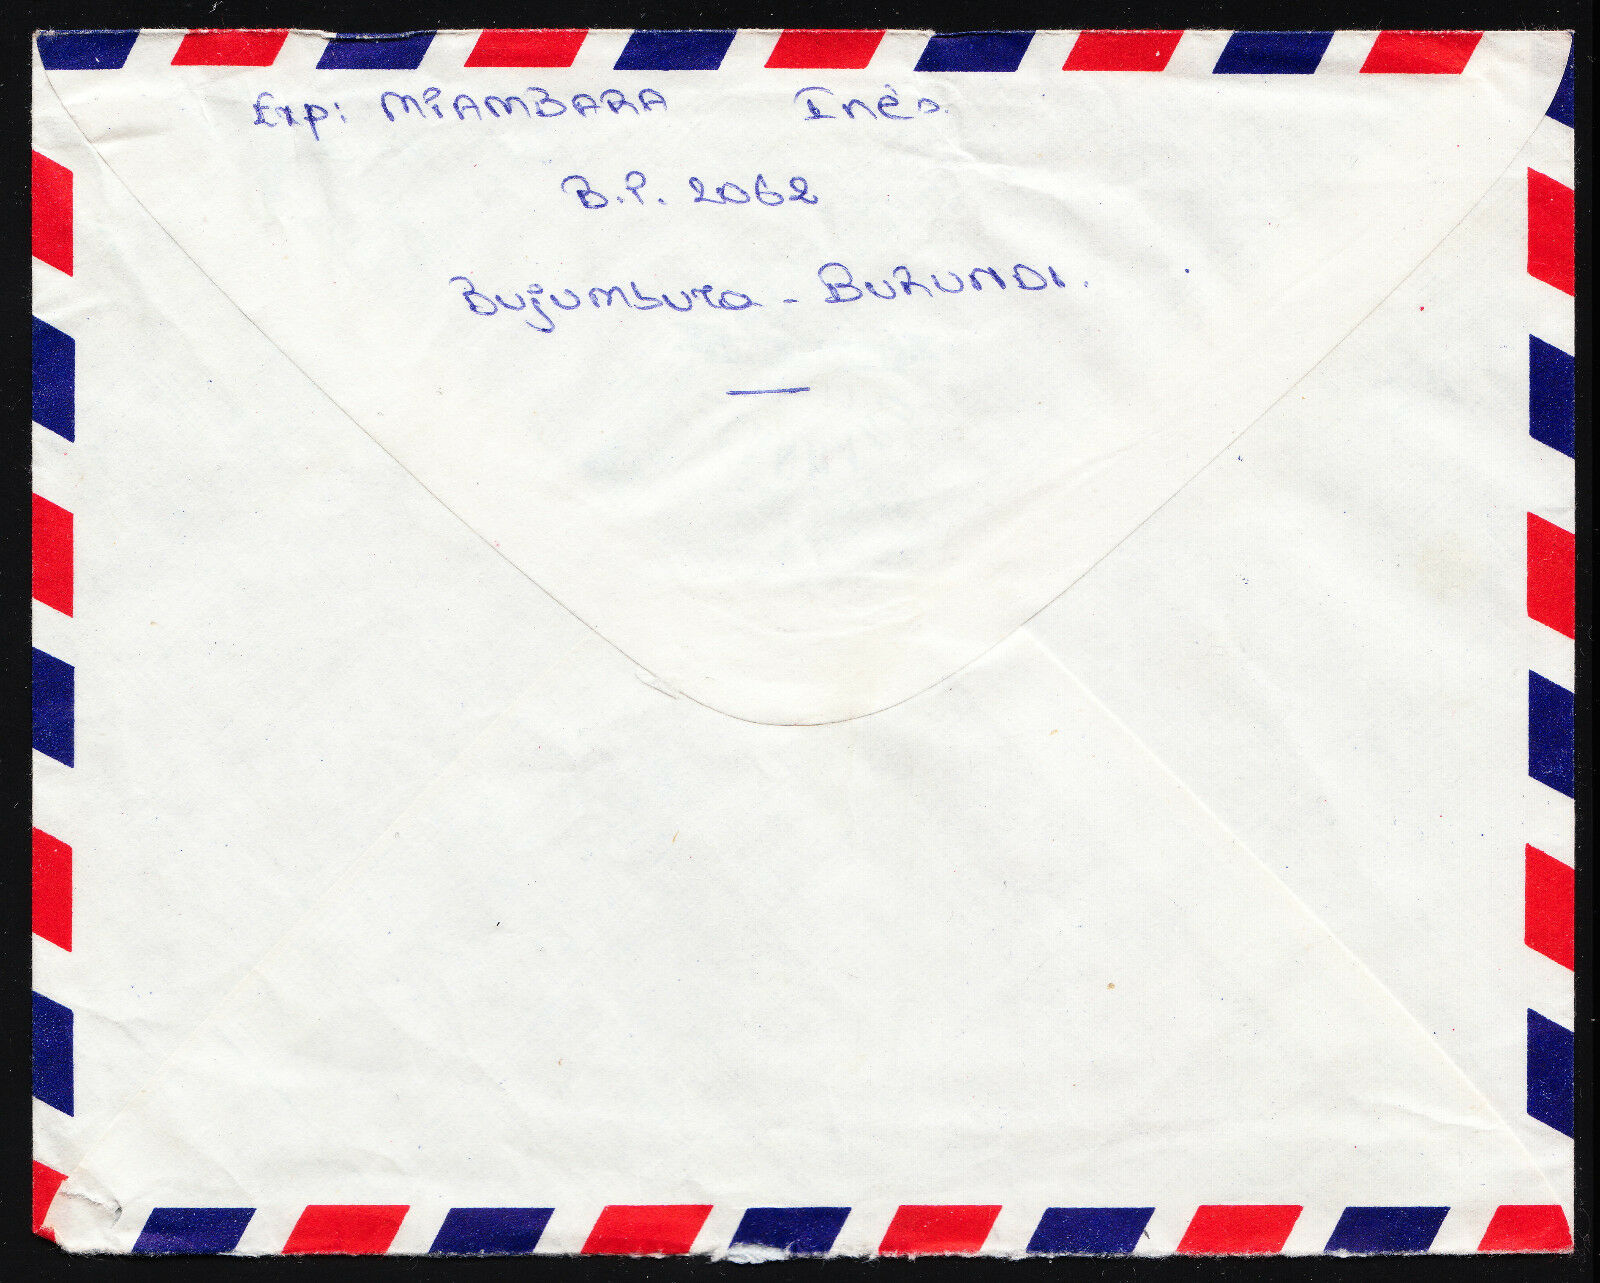 Exp: MIAMBARA Inès.
B.P. 2062
Bujumbura - BURUNDI.